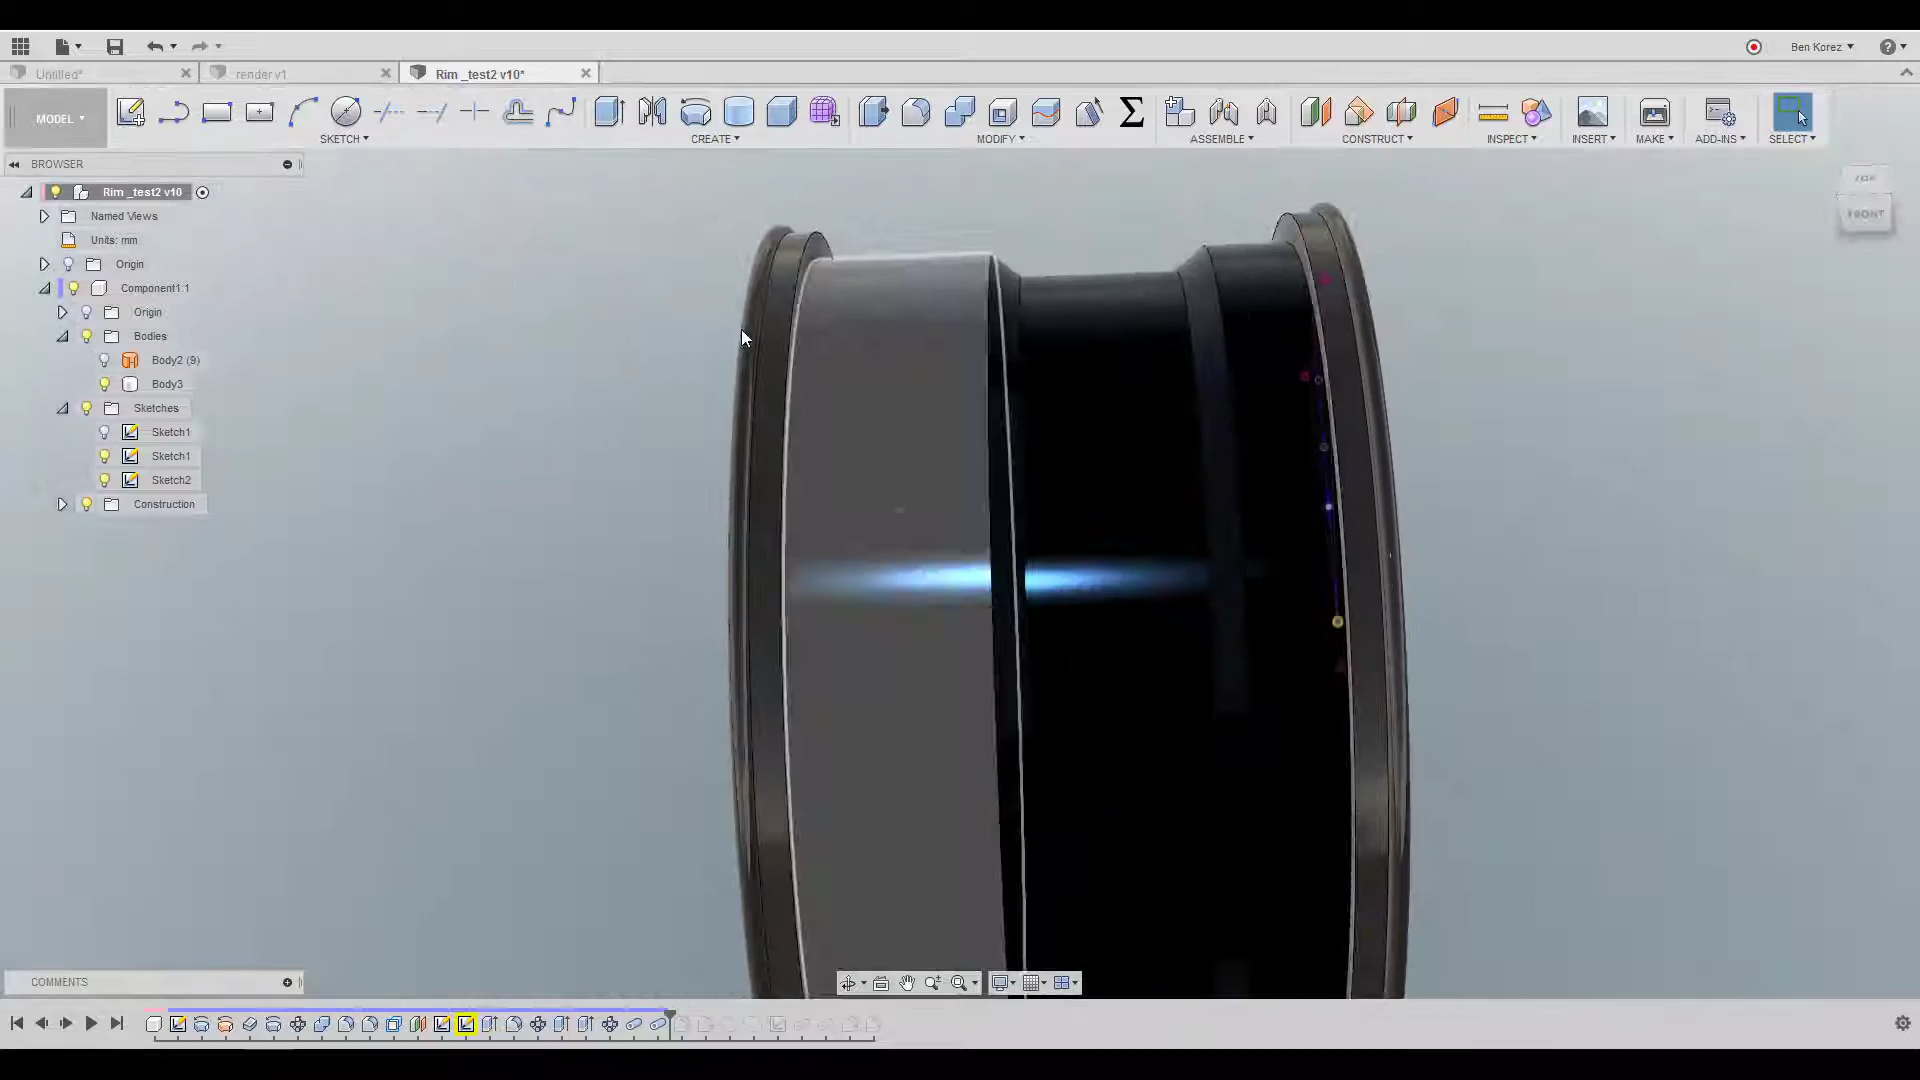 Ben Korez
Untitled*
render v1
Rim _test2 v10*
MODEL
SKETCH
CREATE
MODIFY
ASSEMBLE
CONSTRUCT
INSPECT
INSERT
MAKE
ADD-INS
SELECT
BROWSER
TOP
FRONT
Rim _test2 v10
Named Views
Units: mm
Origin
Component1:1
Origin
Bodies
Body2 (9)
Body3
Sketches
Sketch1
Sketch1
Sketch2
Construction
COMMENTS